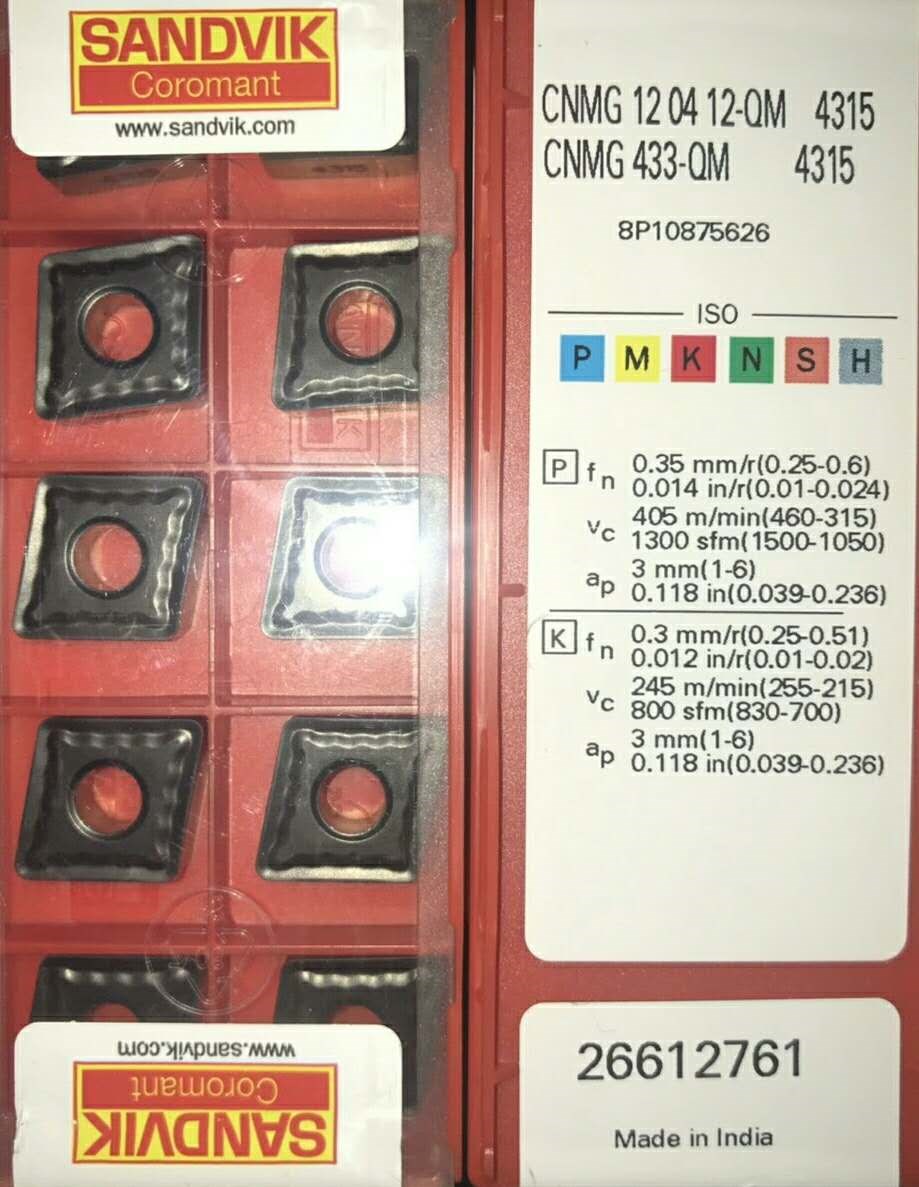 SANDVIK
Coromant
www.sandvik.com
4315
www.sandvik.com
Coromant
SANDVIK
CNMG 12 04 12-QM 4315
CNMG 433-QM 4315
8P10875626
ISO
P M K N S H
P fn 0.35 mm/r(0.25-0.6)
0.014 in/r(0.01-0.024)
vc 405 m/min(460-315)
1300 sfm(1500-1050)
ap 3 mm(1-6)
0.118 in(0.039-0.236)
K fn 0.3 mm/r(0.25-0.51)
0.012 in/r(0.01-0.02)
vc 245 m/min(255-215)
800 sfm(830-700)
ap 3 mm(1-6)
0.118 in(0.039-0.236)
26612761
Made in India